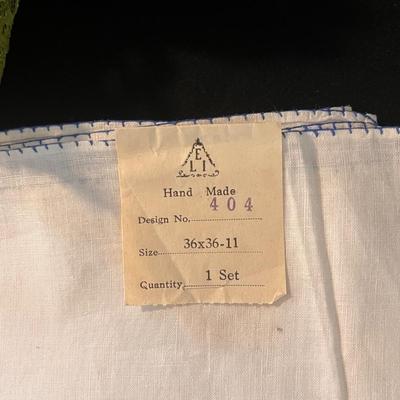 E
L I
Hand Made
Design No. 404
Size 36x36-11
Quantity 1 Set